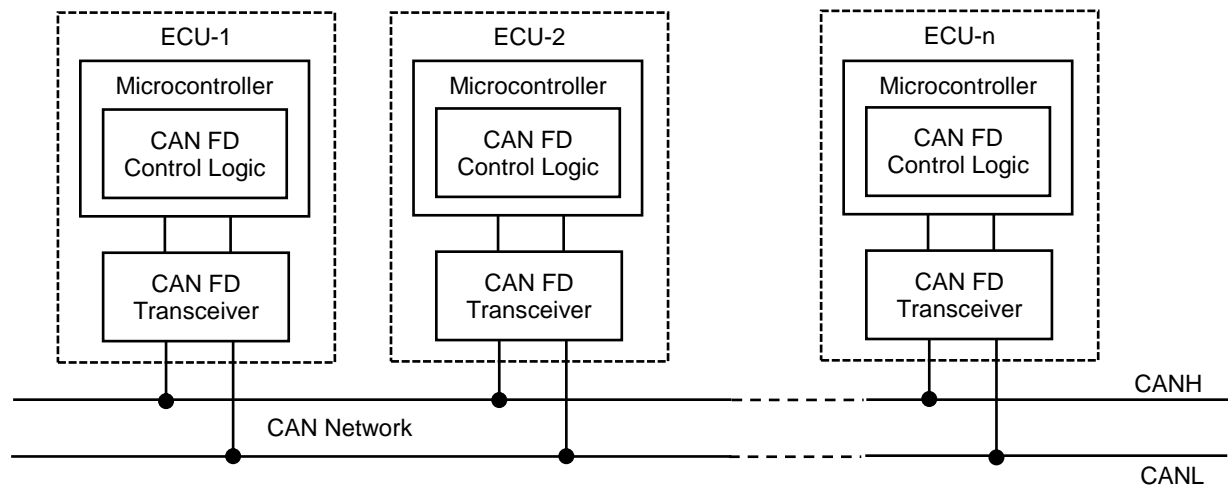 ECU-1
Microcontroller
CAN FD
Control Logic
CAN FD
Transceiver
ECU-2
Microcontroller
CAN FD
Control Logic
CAN FD
Transceiver
ECU-n
Microcontroller
CAN FD
Control Logic
CAN FD
Transceiver
CANH
CAN Network
CANL